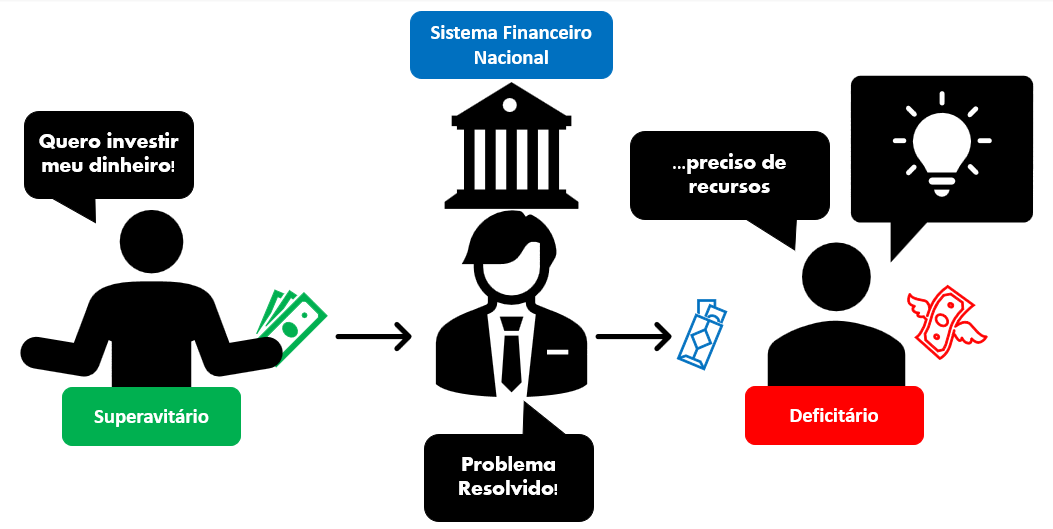 Sistema Financeiro
Nacional
Quero investir
meu dinheiro!
...preciso de
recursos
Superavitário
Deficitário
Problema
Resolvido!